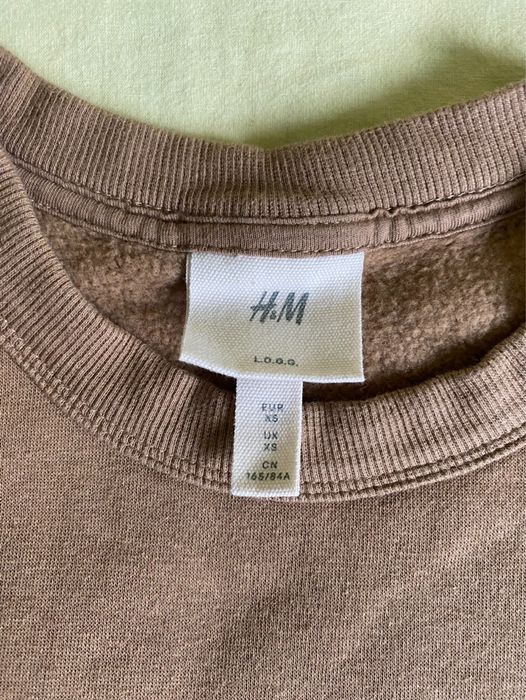 H&M
L.O.G.G.
EUR
XS
UK
XS
CN
165/84A